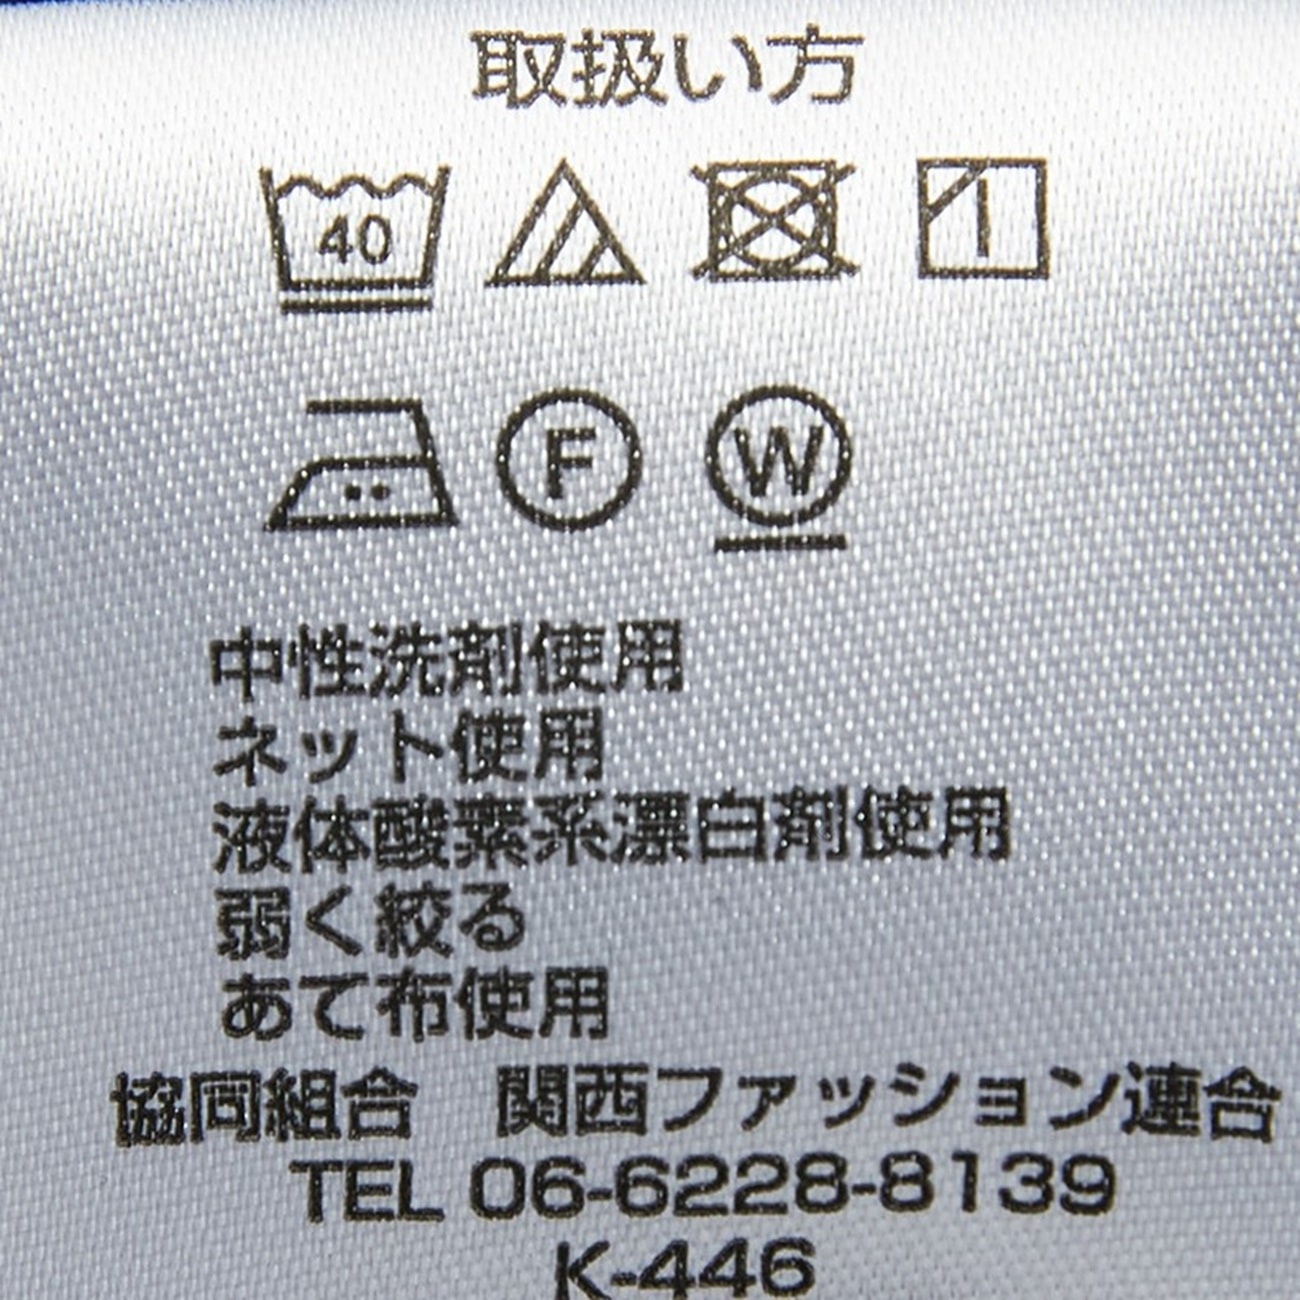 取扱い方
40
F W
中性洗剤使用
ネット使用
液体酸素系漂白剤使用
弱く絞る
あて布使用
協同組合　関西ファッション連合
TEL 06-6228-8139
K-446